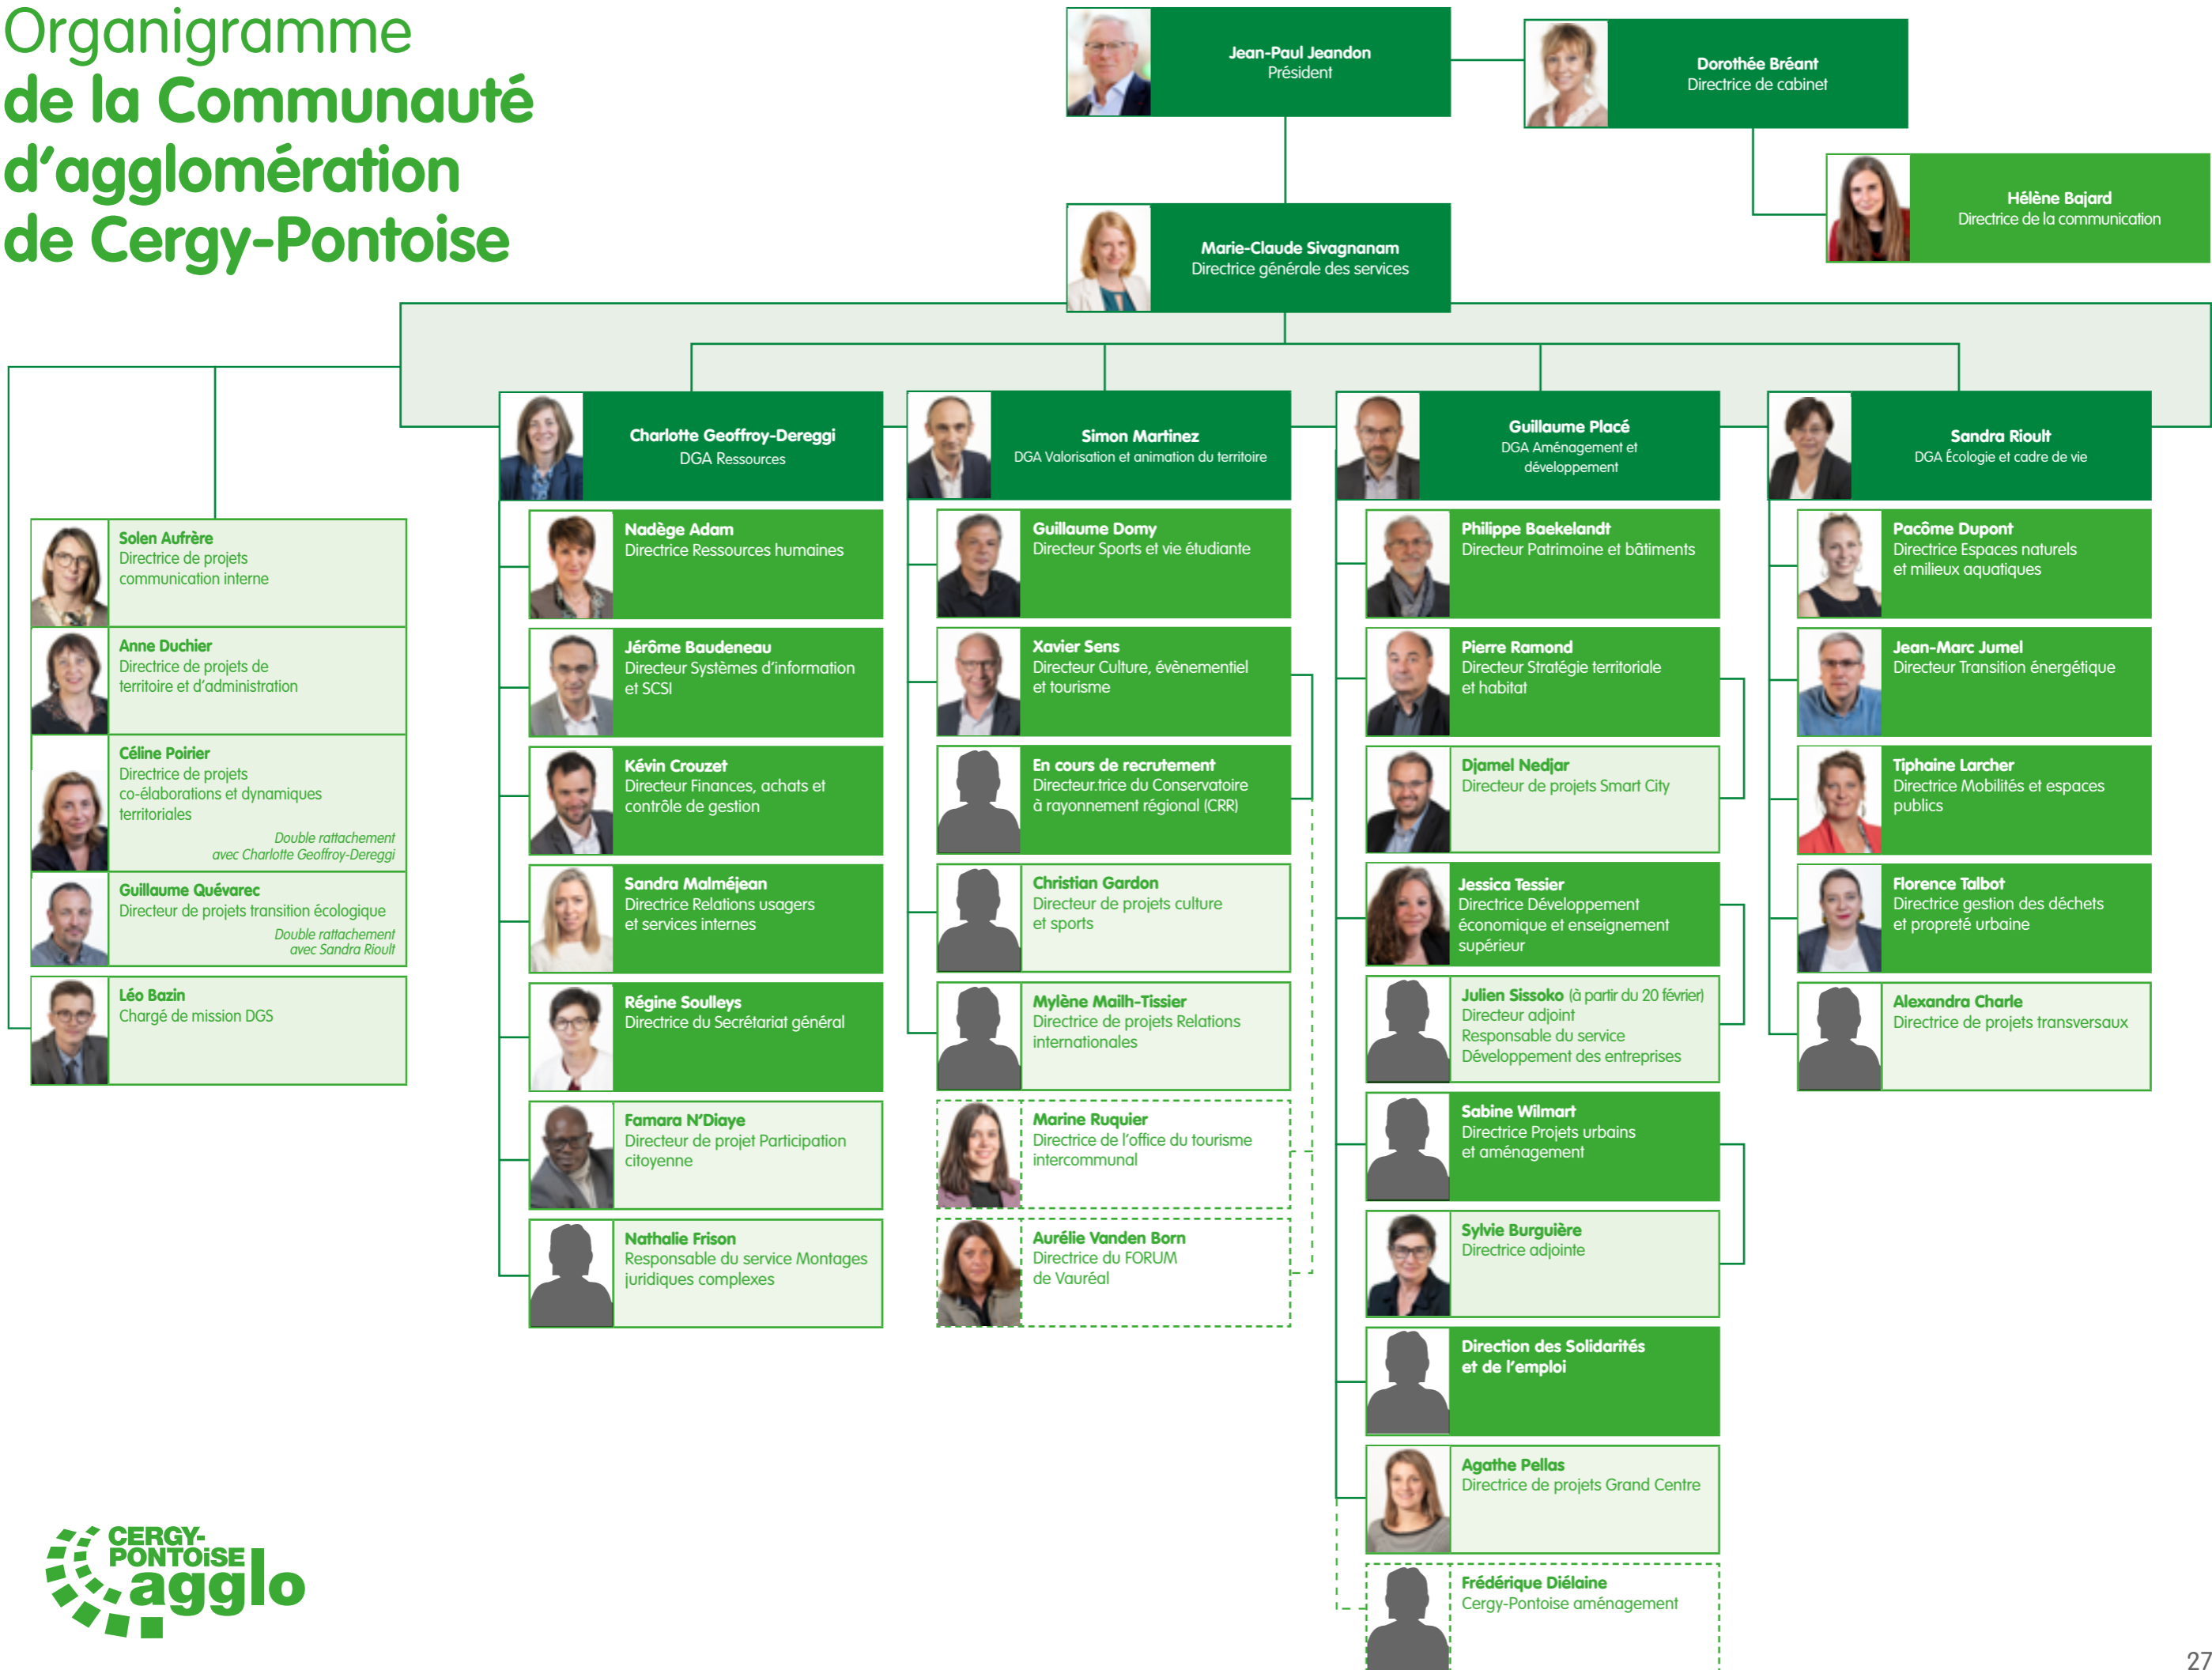 Organigramme
de la Communauté
d'agglomération
de Cergy-Pontoise
Jean-Paul Jeandon
Président
Dorothée Bréant
Directrice de cabinet
Hélène Bajard
Directrice de la communication
Marie-Claude Sivagnanam
Directrice générale des services
Solen Aufrère
Directrice de projets
communication interne
Anne Duchier
Directrice de projets de
territoire et d'administration
Céline Poirier
Directrice de projets
co-élaborations et dynamiques
territoriales
Double rattachement
avec Charlotte Geoffroy-Dereggi
Guillaume Quévarec
Directeur de projets transition écologique
Double rattachement
avec Sandra Rioult
Léo Bazin
Chargé de mission DGS
Charlotte Geoffroy-Dereggi
DGA Ressources
Nadège Adam
Directrice Ressources humaines
Jérôme Baudeneau
Directeur Systèmes d'information
et SCSI
Kévin Crouzet
Directeur Finances, achats et
contrôle de gestion
Sandra Malméjean
Directrice Relations usagers
et services internes
Régine Soulleys
Directrice du Secrétariat général
Famara N'Diaye
Directeur de projet Participation
citoyenne
Nathalie Frison
Responsable du service Montages
juridiques complexes
Simon Martinez
DGA Valorisation et animation du territoire
Guillaume Domy
Directeur Sports et vie étudiante
Xavier Sens
Directeur Culture, évènementiel
et tourisme
En cours de recrutement
Directeur.trice du Conservatoire
à rayonnement régional (CRR)
Christian Gardon
Directeur de projets culture
et sports
Mylène Mailh-Tissier
Directrice de projets Relations
internationales
Marine Ruquier
Directrice de l'office du tourisme
intercommunal
Aurélie Vanden Born
Directrice du FORUM
de Vauréal
Guillaume Placé
DGA Aménagement et
développement
Philippe Baekelandt
Directeur Patrimoine et bâtiments
Pierre Ramond
Directeur Stratégie territoriale
et habitat
Djamel Nedjar
Directeur de projets Smart City
Jessica Tessier
Directrice Développement
économique et enseignement
supérieur
Julien Sissoko (à partir du 20 février)
Directeur adjoint
Responsable du service
Développement des entreprises
Sabine Wilmart
Directrice Projets urbains
et aménagement
Sylvie Burguière
Directrice adjointe
Direction des Solidarités
et de l'emploi
Agathe Pellas
Directrice de projets Grand Centre
Frédérique Diélaine
Cergy-Pontoise aménagement
Sandra Rioult
DGA Écologie et cadre de vie
Pacôme Dupont
Directrice Espaces naturels
et milieux aquatiques
Jean-Marc Jumel
Directeur Transition énergétique
Tiphaine Larcher
Directrice Mobilités et espaces
publics
Florence Talbot
Directrice gestion des déchets
et propreté urbaine
Alexandra Charle
Directrice de projets transversaux
CERGY-
PONTOiSE
agglo
27